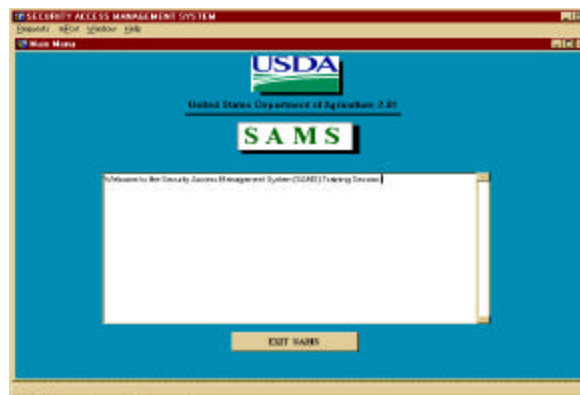 SECURITY ACCESS MANAGEMENT SYSTEM
Requests Window Help
Main Menu
USDA
United States Department of Agriculture 2.01
SAMS
Welcome to the Security Access Management System (SAMS) Training Session
EXIT SAMS